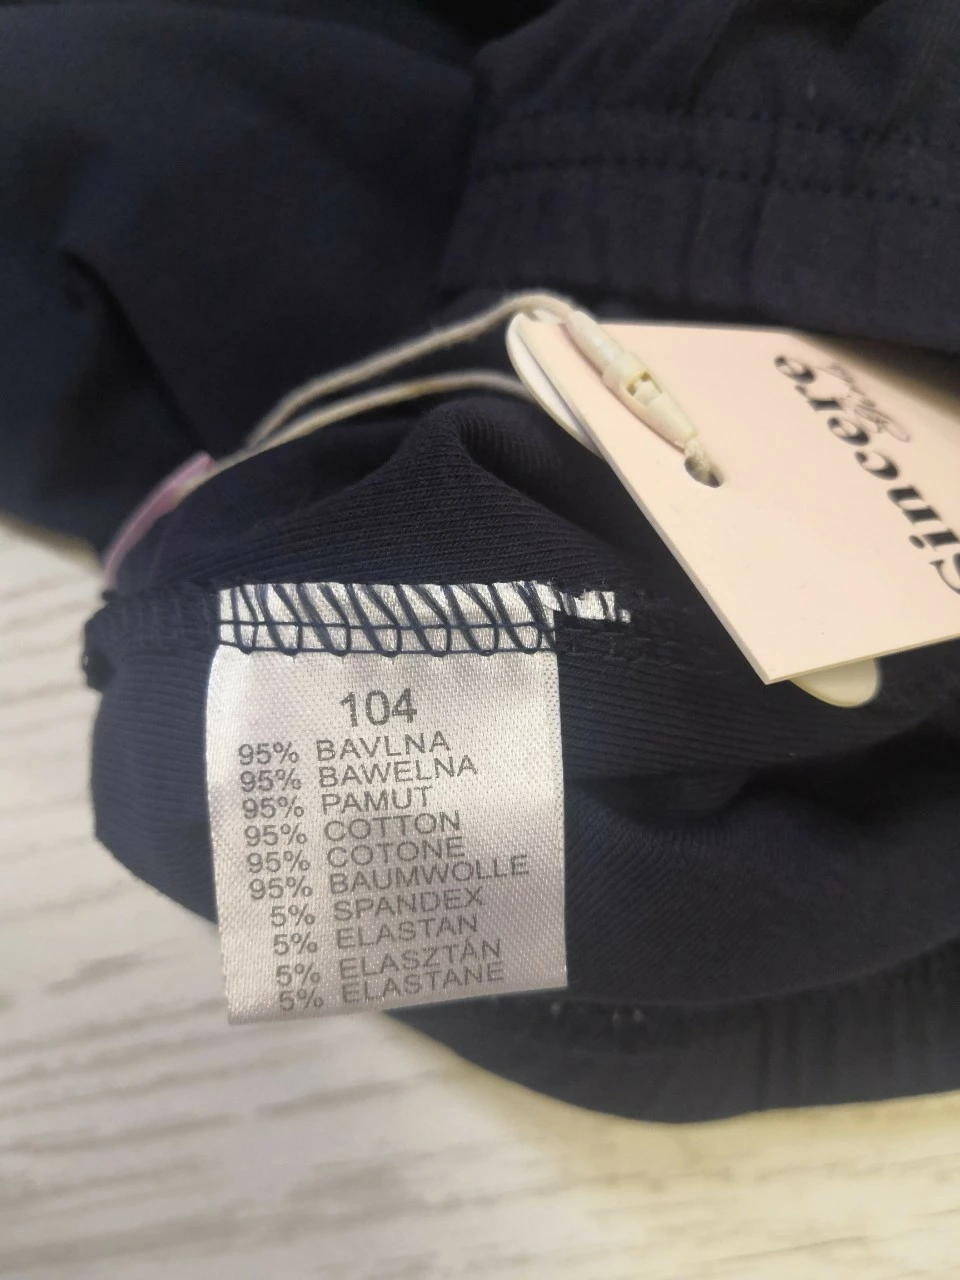 Sincere
104
95% BAVLNA
95% BAWELNA
95% PAMUT
95% COTTON
95% COTONE
95% BAUMWOLLE
5% SPANDEX
5% ELASTAN
5% ELASZTÁN
5% ELASTANE